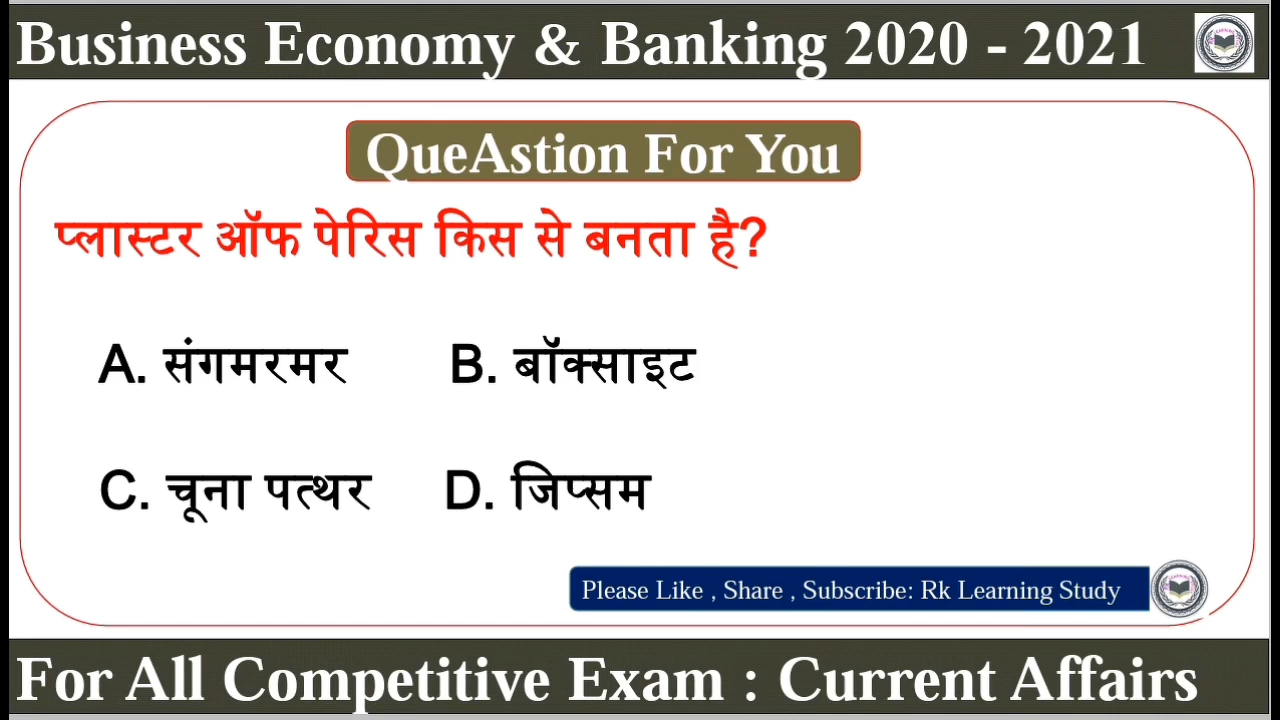 Business Economy & Banking 2020 - 2021
QueAstion For You
प्लास्टर ऑफ पेरिस किस से बनता है?
A. संगमरमर B. बॉक्साइट
C. चूना पत्थर D. जिप्सम
Please Like , Share , Subscribe: Rk Learning Study
For All Competitive Exam : Current Affairs